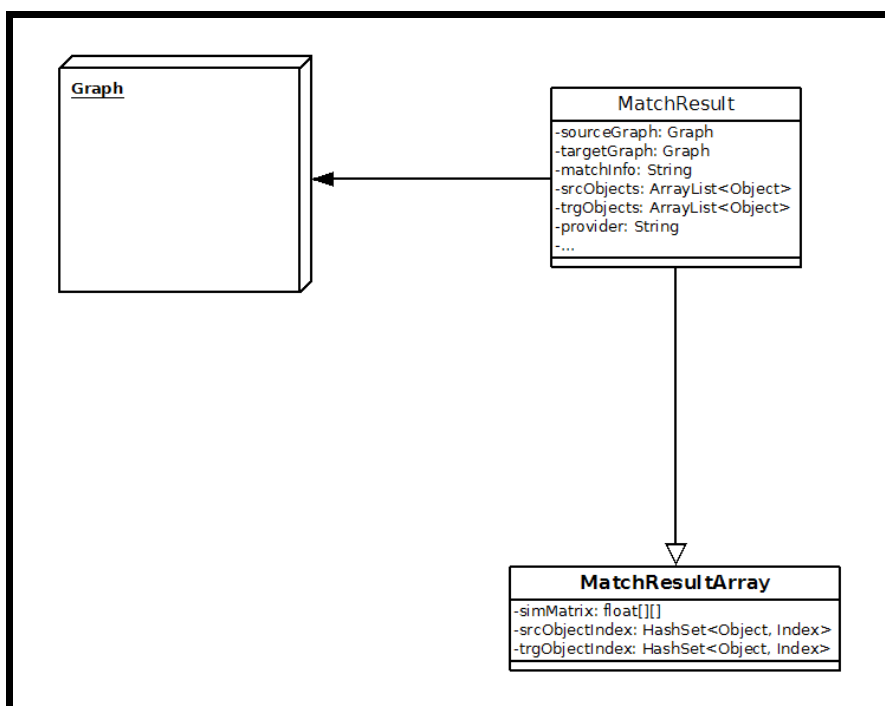 Graph
MatchResult
-sourceGraph: Graph
-targetGraph: Graph
-matchInfo: String
-srcObjects: ArrayList<Object>
-trgObjects: ArrayList<Object>
-provider: String
-...
MatchResultArray
-simMatrix: float[][]
-srcObjectIndex: HashSet<Object, Index>
-trgObjectIndex: HashSet<Object, Index>